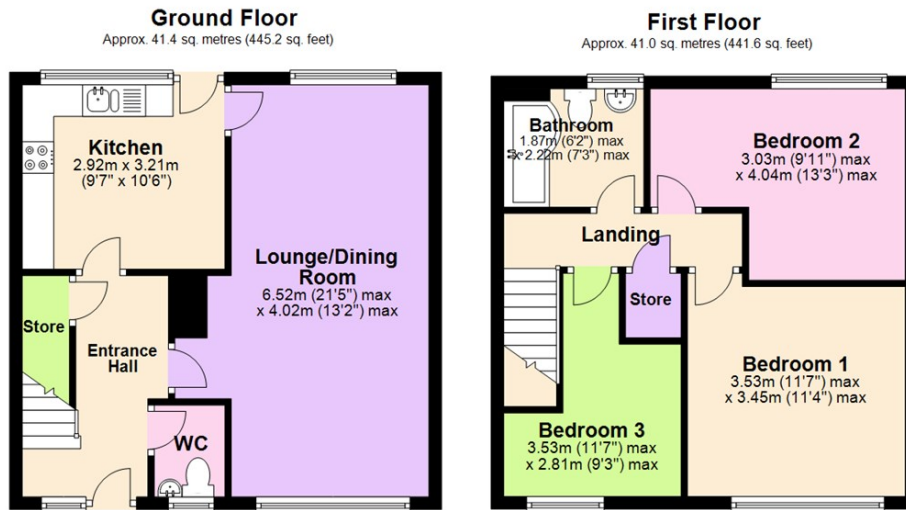 Ground Floor
Approx. 41.4 sq. metres (445.2 sq. feet)
Kitchen
2.92m x 3.21m
(9'7" x 10'6")
Lounge/Dining
Room
6.52m (21'5") max
x 4.02m (13'2") max
Store
Entrance
Hall
WC
First Floor
Approx. 41.0 sq. metres (441.6 sq. feet)
Bathroom
1.87m (6'2") max
x 2.22m (7'3") max
Bedroom 2
3.03m (9'11") max
x 4.04m (13'3") max
Landing
Store
Bedroom 1
3.53m (11'7") max
x 3.45m (11'4") max
Bedroom 3
3.53m (11'7") max
x 2.81m (9'3") max